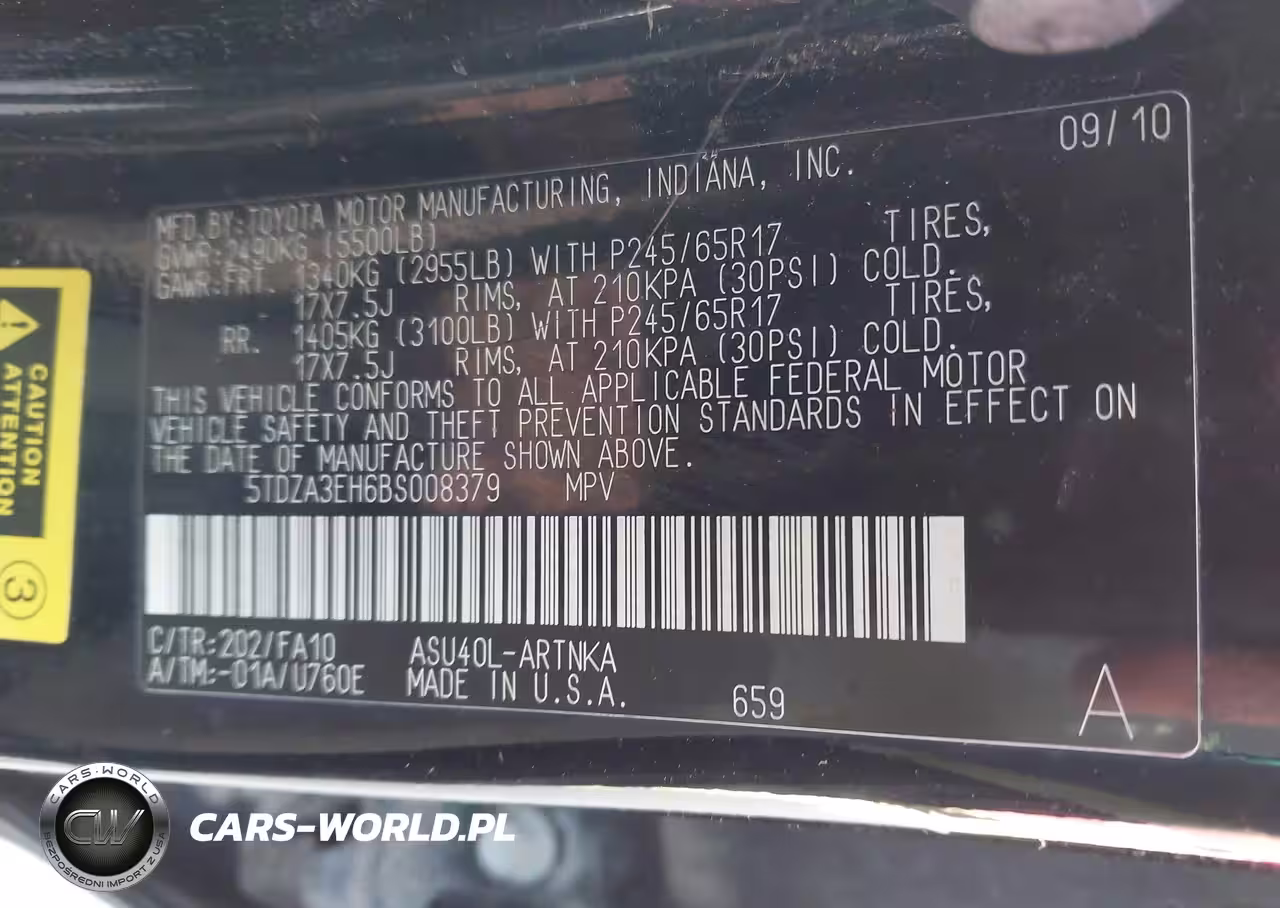 09/10
MFD.BY:TOYOTA MOTOR MANUFACTURING, INDIANA, INC.
GVWR:2490KG (5500LB)
GAWR:FRT. 1340KG (2955LB) WITH P245/65R17 TIRES,
17X7.5J RIMS, AT 210KPA (30PSI) COLD.
RR. 1405KG (3100LB) WITH P245/65R17 TIRES,
17X7.5J RIMS, AT 210KPA (30PSI) COLD.
THIS VEHICLE CONFORMS TO ALL APPLICABLE FEDERAL MOTOR
VEHICLE SAFETY AND THEFT PREVENTION STANDARDS IN EFFECT ON
THE DATE OF MANUFACTURE SHOWN ABOVE.
5TDZA3EH6BS008379 MPV
C/TR:202/FA10 ASU40L-ARTNKA
A/TM:-01A/U760E MADE IN U.S.A. 659 A
CAUTION
ATTENTION
3
CARS-WORLD
CW
BEZPOŚREDNI IMPORT Z USA
CARS-WORLD.PL